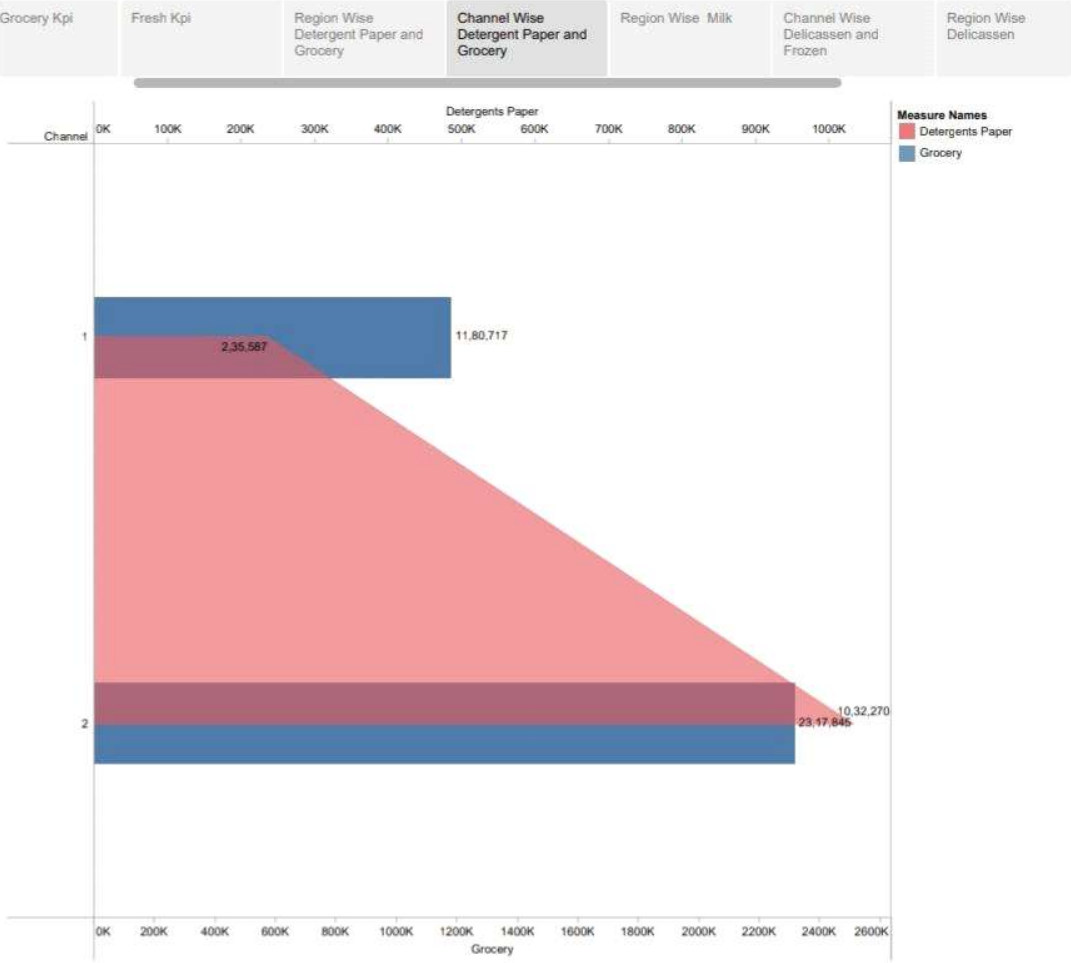 Grocery Kpi
Fresh Kpi
Region Wise
Detergent Paper and
Grocery
Channel Wise
Detergent Paper and
Grocery
Region Wise Milk
Channel Wise
Delicassen and
Frozen
Region Wise
Delicassen
Detergents Paper
Channel
0K 100K 200K 300K 400K 500K 600K 700K 800K 900K 1000K
Measure Names
Detergents Paper
Grocery
1
11,80,717
2,35,587
10,32,270
2
23,17,845
0K 200K 400K 600K 800K 1000K 1200K 1400K 1600K 1800K 2000K 2200K 2400K 2600K
Grocery